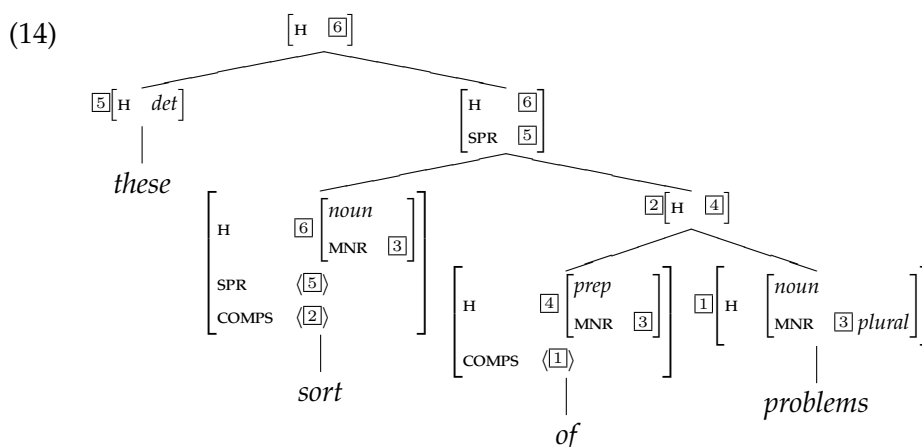 (14)
[H 6]
5[H det]
[H 6
SPR 5]
these
[H 6[noun
MNR 3]
SPR ⟨5⟩
COMPS ⟨2⟩]
2[H 4]
[H 4[prep
MNR 3]
COMPS ⟨1⟩]
1[H [noun
MNR 3 plural]]
sort
of
problems